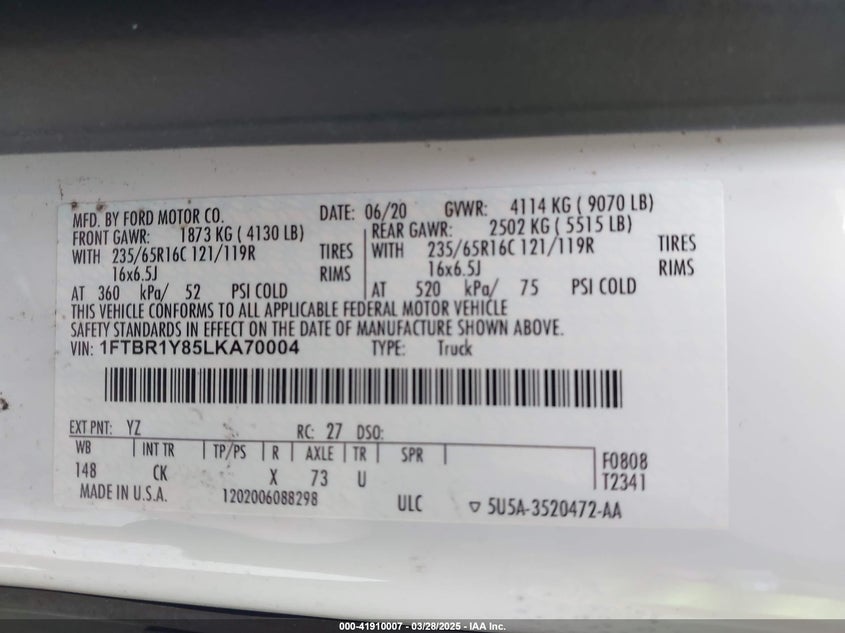 MFD. BY FORD MOTOR CO. DATE: 06/20 GVWR: 4114 KG ( 9070 LB)
FRONT GAWR: 1873 KG ( 4130 LB) REAR GAWR: 2502 KG ( 5515 LB)
WITH 235/65R16C 121/119R TIRES WITH 235/65R16C 121/119R TIRES
16x6.5J RIMS 16x6.5J RIMS
AT 360 kPa/ 52 PSI COLD AT 520 kPa/ 75 PSI COLD
THIS VEHICLE CONFORMS TO ALL APPLICABLE FEDERAL MOTOR VEHICLE
SAFETY STANDARDS IN EFFECT ON THE DATE OF MANUFACTURE SHOWN ABOVE.
VIN: 1FTBR1Y85LKA70004 TYPE: Truck
EXT PNT: YZ RC: 27 DSO:
WB INT TR TP/PS R AXLE TR SPR
148 CK X 73 U
F0808
T2341
MADE IN U.S.A. 1202006088298 ULC ▽ 5U5A-3520472-AA
000-41910007 - 03/28/2025 - IAA Inc.